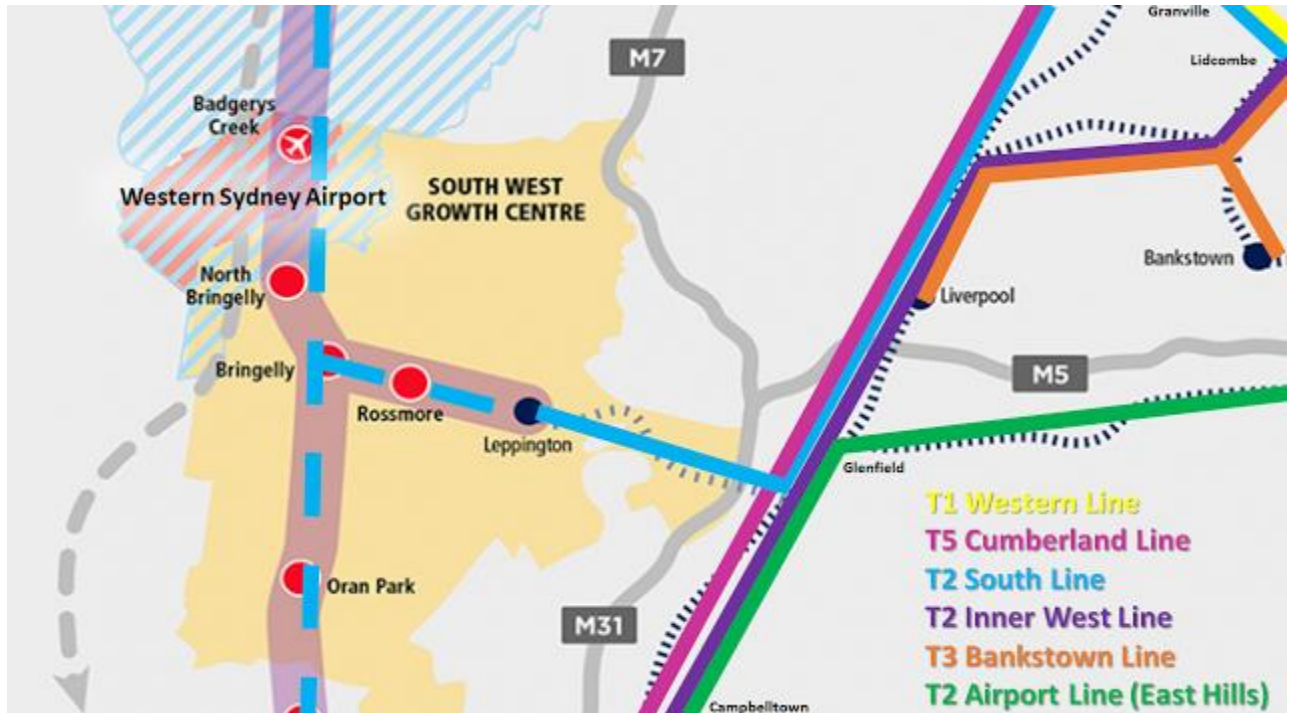 Granville
M7
Lidcombe
Badgerys
Creek
SOUTH WEST
GROWTH CENTRE
Western Sydney Airport
Bankstown
North
Bringelly
Liverpool
Bringelly
M5
Rossmore
Leppington
Glenfield
T1 Western Line
T5 Cumberland Line
T2 South Line
T2 Inner West Line
T3 Bankstown Line
T2 Airport Line (East Hills)
Oran Park
M31
Campbelltown